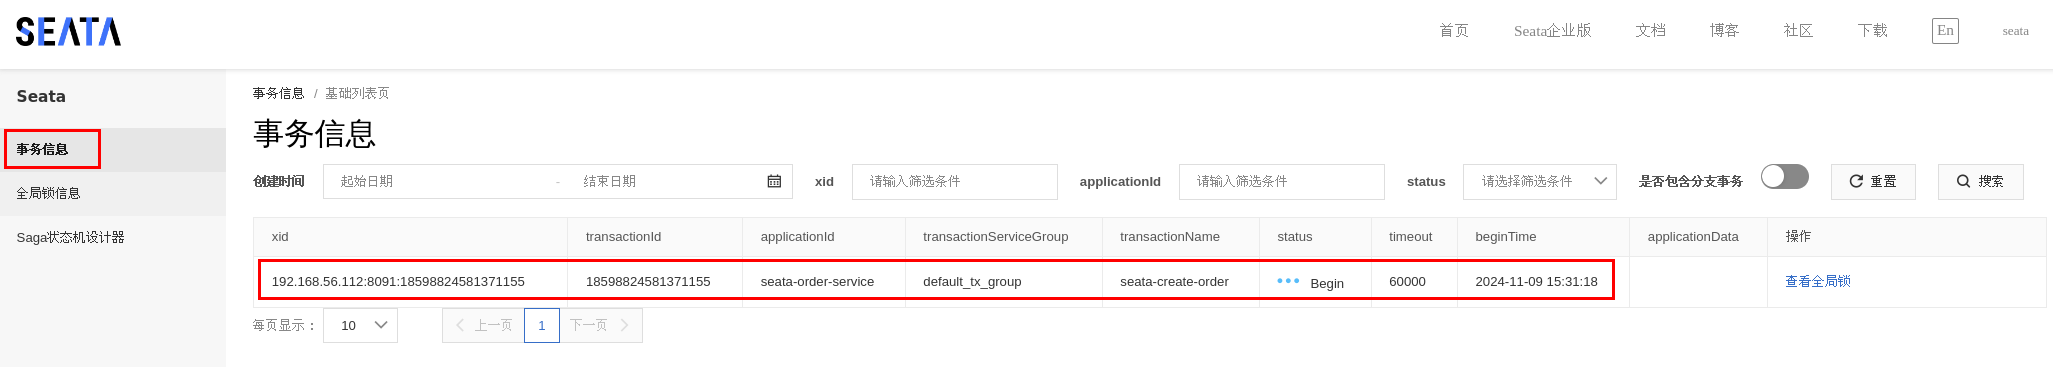 SEATA 首页 Seata企业版 文档 博客 社区 下载 En seata
Seata
事务信息
全局锁信息
Saga状态机设计器
事务信息 / 基础列表页
事务信息
创建时间 起始日期 - 结束日期 xid 请输入筛选条件 applicationId 请输入筛选条件 status 请选择筛选条件 是否包含分支事务 重置 搜索
xid transactionId applicationId transactionServiceGroup transactionName status timeout beginTime applicationData 操作
192.168.56.112:8091:18598824581371155 18598824581371155 seata-order-service default_tx_group seata-create-order Begin 60000 2024-11-09 15:31:18 查看全局锁
每页显示： 10 上一页 1 下一页